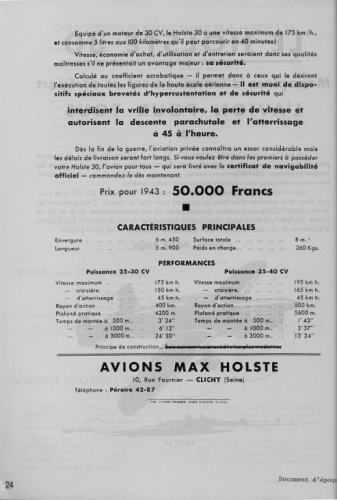 Equipé d'un moteur de 30 CV, le Holste 30 a une vitesse maximum de 175 km/h.,
et consomme 5 litres aux 100 kilomètres qu'il peut parcourir en 40 minutes!
Vitesse, économie d'achat, d'utilisation et d'entretien seraient donc ses qualités
maîtresses s'il ne présentait un avantage majeur : sa sécurité.
Calculé au coefficient acrobatique — il permet donc à ceux qui le désirent
l'exécution de toutes les figures de la haute école aérienne — il est muni de dispo-
sitifs spéciaux brevetés d'hypersustentation et de sécurité qui
interdisent la vrille involontaire, la perte de vitesse et
autorisent la descente parachutale et l'atterrissage
à 45 à l'heure.
Dès la fin de la guerre, l'aviation privée connaîtra un essor considérable mais
les délais de livraison seront fort longs. Si vous voulez être dans les premiers à posséder
votre Holste 30, l'avion pour tous — qui sera livré avec le certificat de navigabilité
officiel — commandez-le dès maintenant.
Prix pour 1943 : 50.000 Francs
CARACTÉRISTIQUES PRINCIPALES
Envergure 6 m. 450 Surface totale 8 m.²
Longueur 5 m. 900 Poids en charge 260 Kgs.
PERFORMANCES
Puissance 25-30 CV Puissance 35-40 CV
Vitesse maximum 175 km h. Vitesse maximum 195 km h.
— croisière 150 km h. — croisière 165 km h.
— d'atterrissage 45 km h. — d'atterrissage 50 km h.
Rayon d'action 400 km. Rayon d'action 500 km.
Plafond pratique 4200 m. Plafond pratique 5600 m.
Temps de montée à 500 m. 3' 24" Temps de montée à 500 m. 1' 43"
— à 1000 m. 6' 12" — à 1000 m. 3' 37"
— à 3000 m. 24' 30" — à 3000 m. 13' 24"
Principe de construction
AVIONS MAX HOLSTE
10, Rue Fournier — CLICHY (Seine)
Téléphone : Péreire 42-87
24
Document d'époq